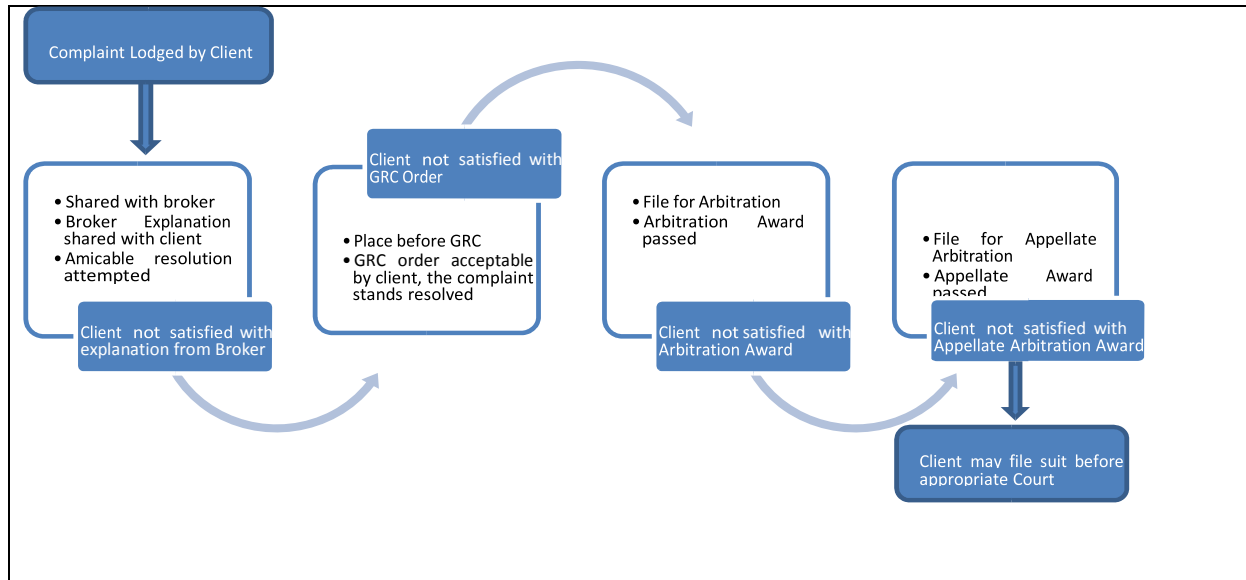 Complaint Lodged by Client
• Shared with broker
• Broker Explanation
shared with client
• Amicable resolution
attempted
Client not satisfied with
explanation from Broker
Client not satisfied with
GRC Order
• Place before GRC
• GRC order acceptable
by client, the complaint
stands resolved
• File for Arbitration
• Arbitration Award
passed
Client not satisfied with
Arbitration Award
• File for Appellate
Arbitration
• Appellate Award
passed
Client not satisfied with
Appellate Arbitration Award
Client may file suit before
appropriate Court